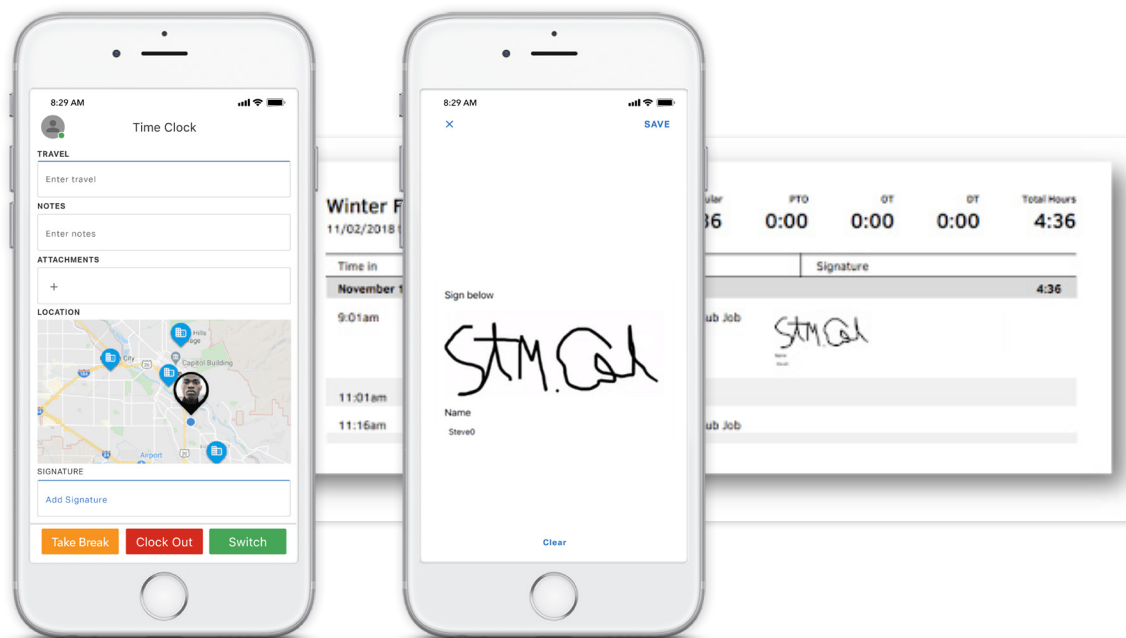 8:29 AM
Time Clock
TRAVEL
Enter travel
NOTES
Enter notes
ATTACHMENTS
+
LOCATION
Hills
City
Capitol Building
Airport
SIGNATURE
Add Signature
Take Break Clock Out Switch
8:29 AM
× SAVE
Sign below
Name
Steve0
Clear
Winter F
11/02/2018
PTO OT DT Total Hours
36 0:00 0:00 0:00 4:36
Time in Signature
November 1 4:36
9:01am ub Job
Name
11:01am
11:16am ub Job